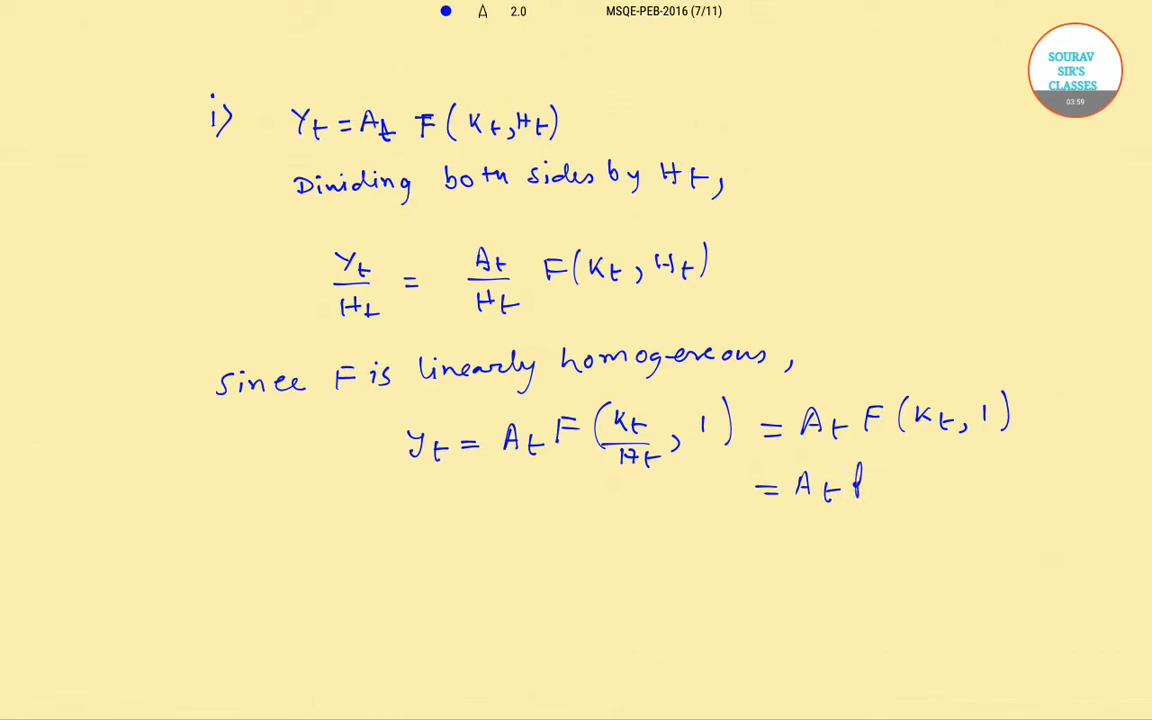 A 2.0 MSQE-PEB-2016 (7/11)
SOURAV
SIR'S
CLASSES
03:59
i) Yt = At F(Kt, Ht)
Dividing both sides by Ht,
Yt/Ht = At/Ht F(Kt, Ht)
since F is linearly homogeneous,
yt = At F(Kt/Ht, 1) = At F(Kt, 1)
= At f